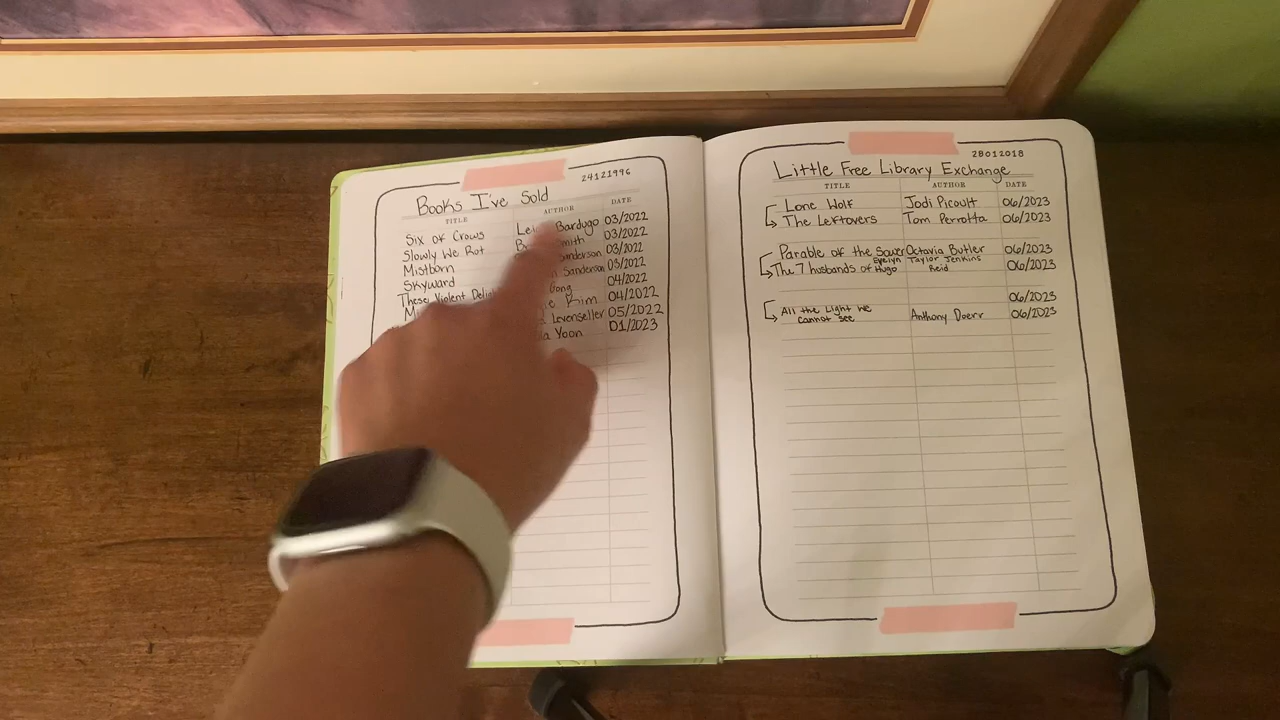 24121996
Books I've Sold
TITLE AUTHOR DATE
Six of Crows Bardugo 03/2022
Slowly We Rot Smith 03/2022
Mistborn Sanderson 03/2022
Skyward Sanderson 03/2022
These Violent Gong 04/2022
Prim 04/2022
Levenseller 05/2022
Yoon 01/2023
28012018
Little Free Library Exchange
TITLE AUTHOR DATE
Lone Wolf Jodi Picoult 06/2023
The Leftovers Tom Perrotta 06/2023
Parable of the Sower Octavia Butler 06/2023
The 7 husbands of Evelyn Hugo Taylor Jenkins Reid 06/2023
06/2023
All the Light We cannot see Anthony Doerr 06/2023